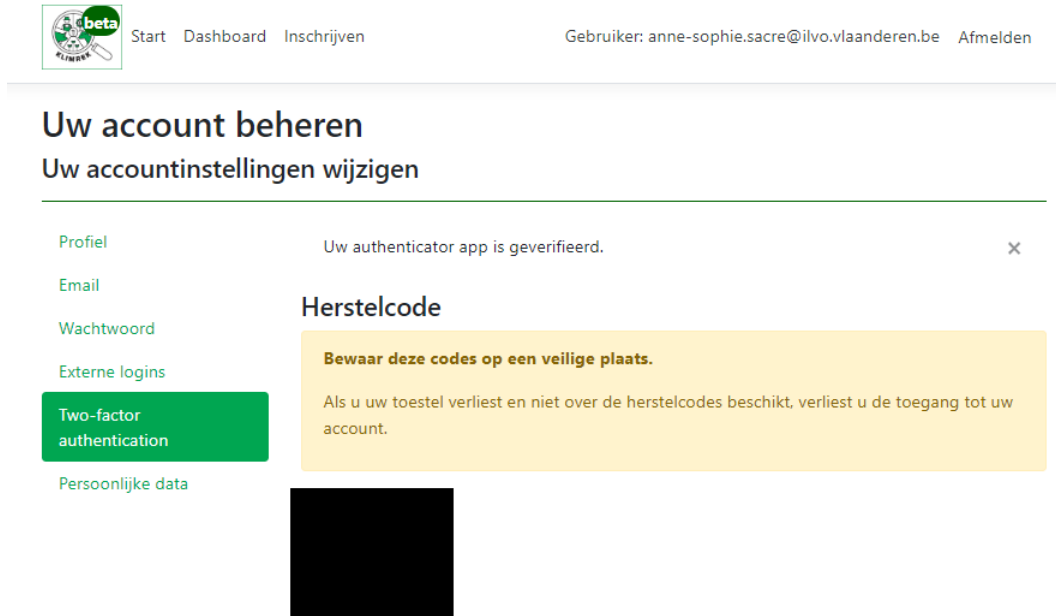 beta
KLIMREK
Start Dashboard Inschrijven Gebruiker: anne-sophie.sacre@ilvo.vlaanderen.be Afmelden
Uw account beheren
Uw accountinstellingen wijzigen
Profiel
Email
Wachtwoord
Externe logins
Two-factor
authentication
Persoonlijke data
Uw authenticator app is geverifieerd. ×
Herstelcode
Bewaar deze codes op een veilige plaats.
Als u uw toestel verliest en niet over de herstelcodes beschikt, verliest u de toegang tot uw
account.